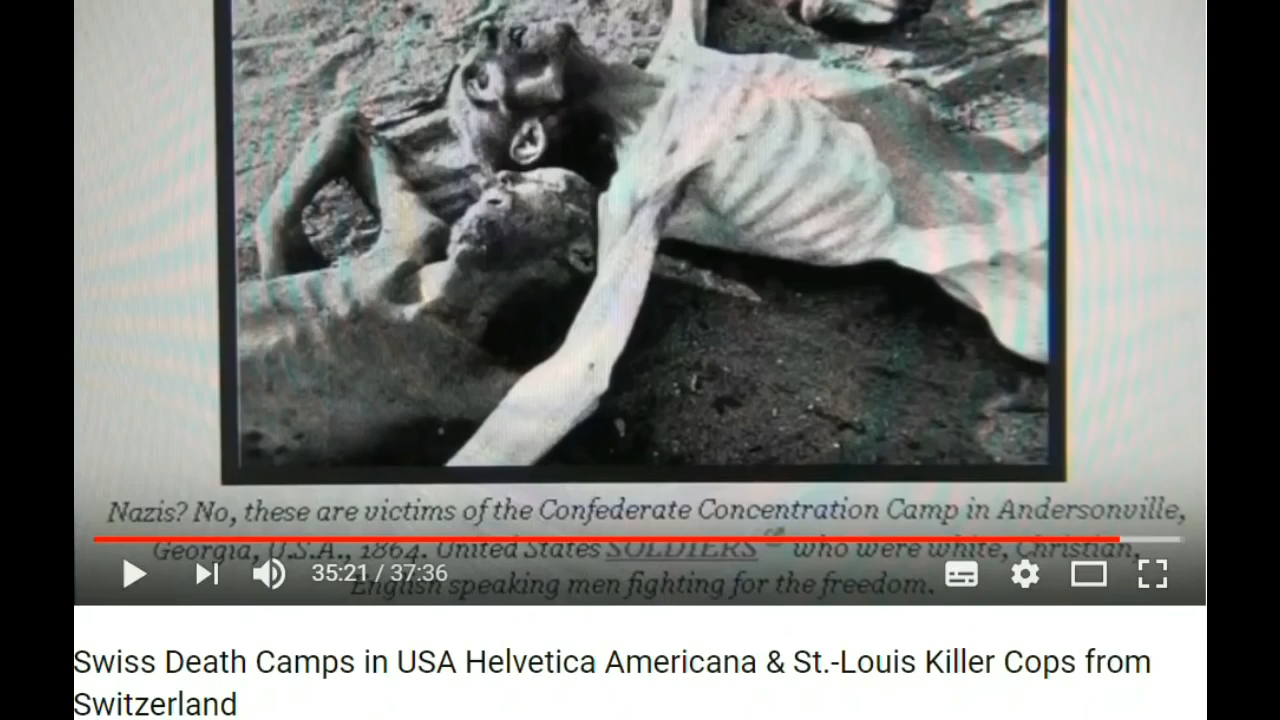 Nazis? No, these are victims of the Confederate Concentration Camp in Andersonville,
Georgia, U.S.A., 1864. United States SOLDIERS who were white, Christian,
English speaking men fighting for the freedom.
35:21 / 37:36
Swiss Death Camps in USA Helvetica Americana & St.-Louis Killer Cops from
Switzerland